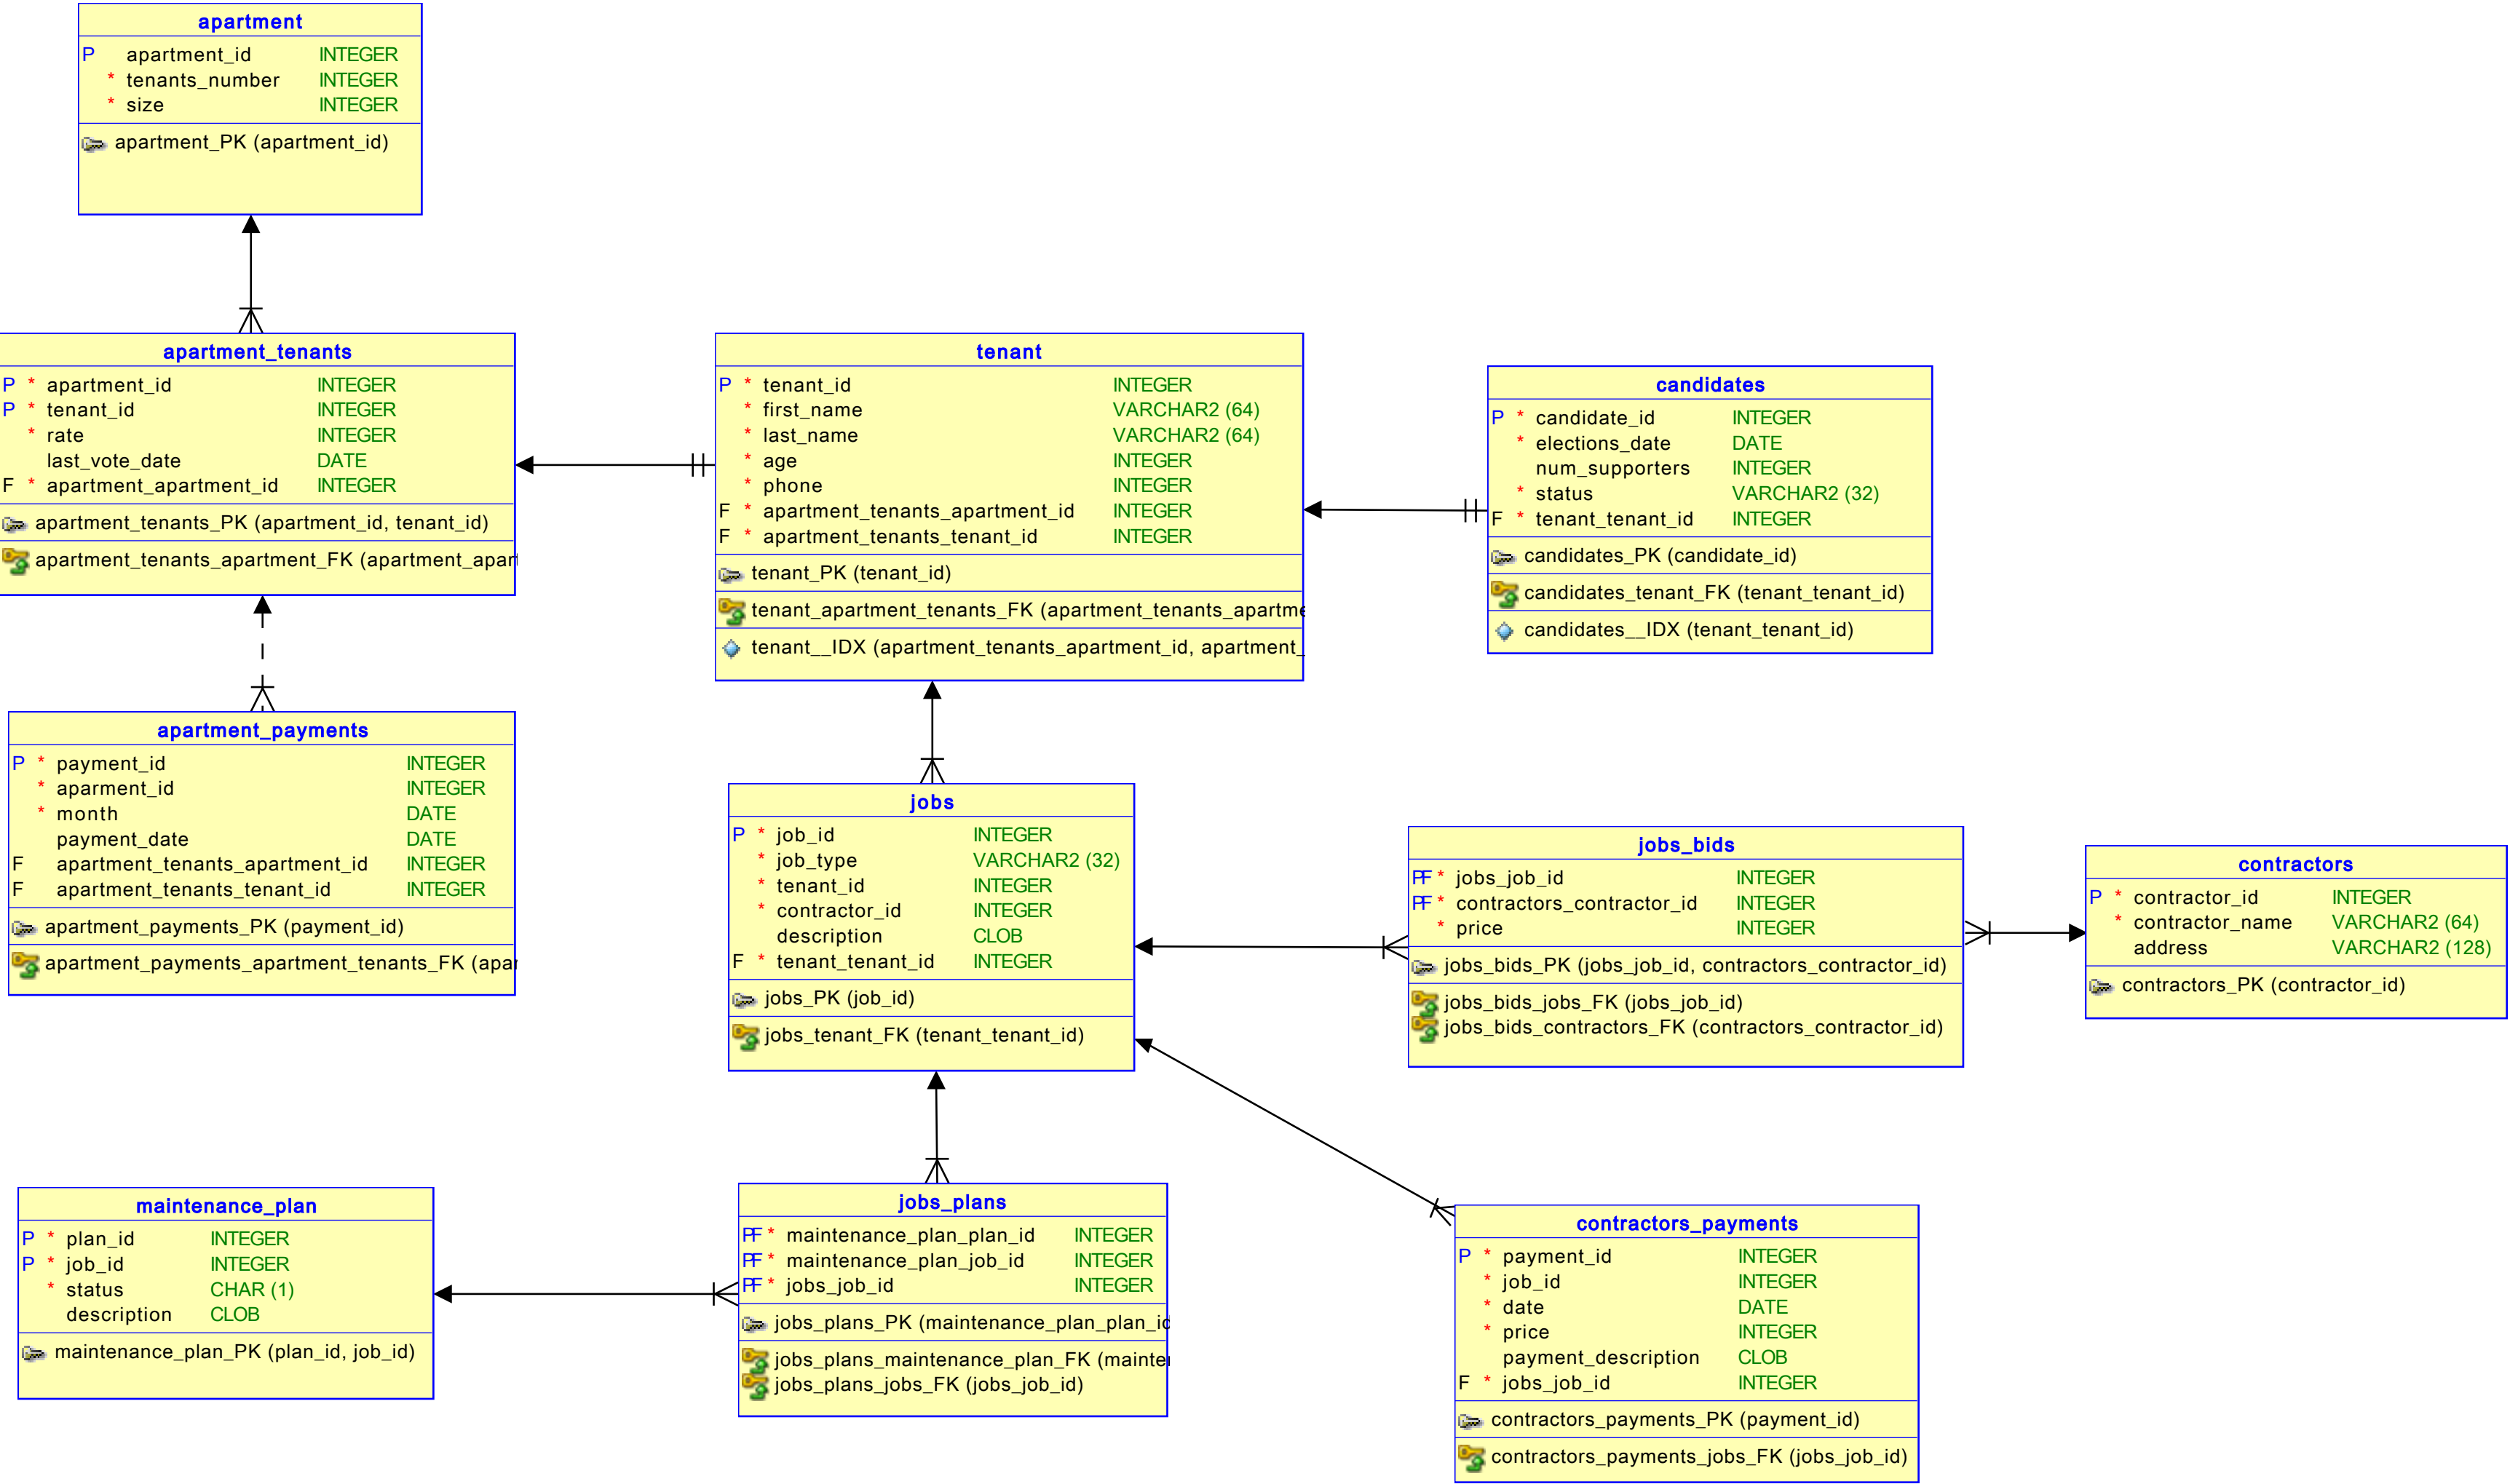 apartment
P apartment_id INTEGER
* tenants_number INTEGER
* size INTEGER
apartment_PK (apartment_id)
apartment_tenants
P * apartment_id INTEGER
P * tenant_id INTEGER
* rate INTEGER
last_vote_date DATE
F * apartment_apartment_id INTEGER
apartment_tenants_PK (apartment_id, tenant_id)
apartment_tenants_apartment_FK (apartment_apar
tenant
P * tenant_id INTEGER
* first_name VARCHAR2 (64)
* last_name VARCHAR2 (64)
* age INTEGER
* phone INTEGER
F * apartment_tenants_apartment_id INTEGER
F * apartment_tenants_tenant_id INTEGER
tenant_PK (tenant_id)
tenant_apartment_tenants_FK (apartment_tenants_apartme
tenant__IDX (apartment_tenants_apartment_id, apartment_
candidates
P * candidate_id INTEGER
* elections_date DATE
num_supporters INTEGER
* status VARCHAR2 (32)
F * tenant_tenant_id INTEGER
candidates_PK (candidate_id)
candidates_tenant_FK (tenant_tenant_id)
candidates__IDX (tenant_tenant_id)
apartment_payments
P * payment_id INTEGER
* aparment_id INTEGER
* month DATE
payment_date DATE
F apartment_tenants_apartment_id INTEGER
F apartment_tenants_tenant_id INTEGER
apartment_payments_PK (payment_id)
apartment_payments_apartment_tenants_FK (apar
jobs
P * job_id INTEGER
* job_type VARCHAR2 (32)
* tenant_id INTEGER
* contractor_id INTEGER
description CLOB
F * tenant_tenant_id INTEGER
jobs_PK (job_id)
jobs_tenant_FK (tenant_tenant_id)
jobs_bids
PF * jobs_job_id INTEGER
PF * contractors_contractor_id INTEGER
* price INTEGER
jobs_bids_PK (jobs_job_id, contractors_contractor_id)
jobs_bids_jobs_FK (jobs_job_id)
jobs_bids_contractors_FK (contractors_contractor_id)
contractors
P * contractor_id INTEGER
* contractor_name VARCHAR2 (64)
address VARCHAR2 (128)
contractors_PK (contractor_id)
maintenance_plan
P * plan_id INTEGER
P * job_id INTEGER
* status CHAR (1)
description CLOB
maintenance_plan_PK (plan_id, job_id)
jobs_plans
PF * maintenance_plan_plan_id INTEGER
PF * maintenance_plan_job_id INTEGER
PF * jobs_job_id INTEGER
jobs_plans_PK (maintenance_plan_plan_id
jobs_plans_maintenance_plan_FK (mainte
jobs_plans_jobs_FK (jobs_job_id)
contractors_payments
P * payment_id INTEGER
* job_id INTEGER
* date DATE
* price INTEGER
payment_description CLOB
F * jobs_job_id INTEGER
contractors_payments_PK (payment_id)
contractors_payments_jobs_FK (jobs_job_id)